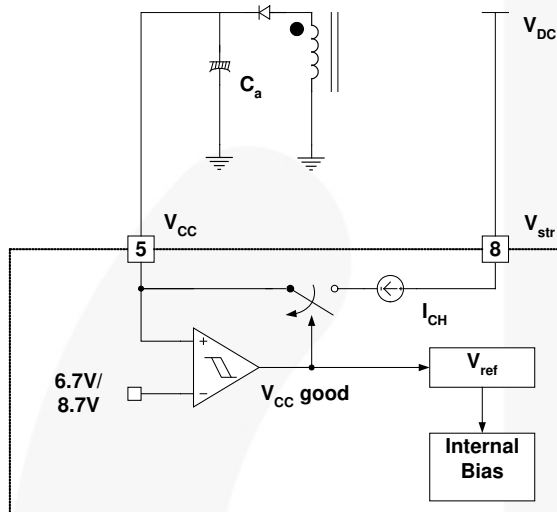 V_DC
C_a
V_CC
V_str
5
8
I_CH
+
6.7V/
8.7V
−
V_CC good
V_ref
Internal
Bias